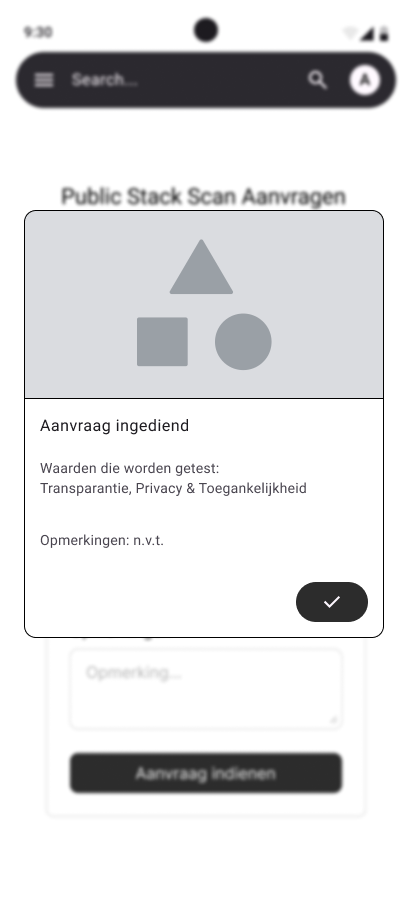 9:30
Search...
A
Public Stack Scan Aanvragen
Aanvraag ingediend
Waarden die worden getest:
Transparantie, Privacy & Toegankelijkheid
Opmerkingen: n.v.t.
Opmerking...
Aanvraag indienen